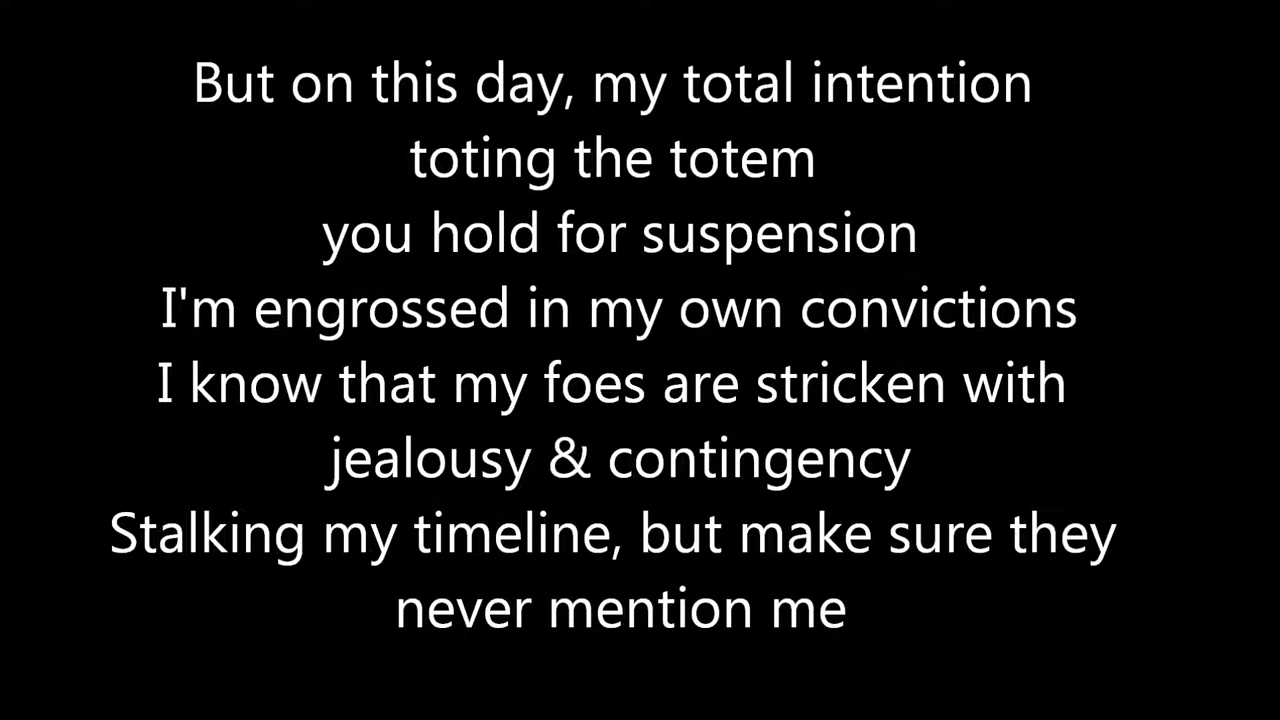 But on this day, my total intention
toting the totem
you hold for suspension
I'm engrossed in my own convictions
I know that my foes are stricken with
jealousy & contingency
Stalking my timeline, but make sure they
never mention me